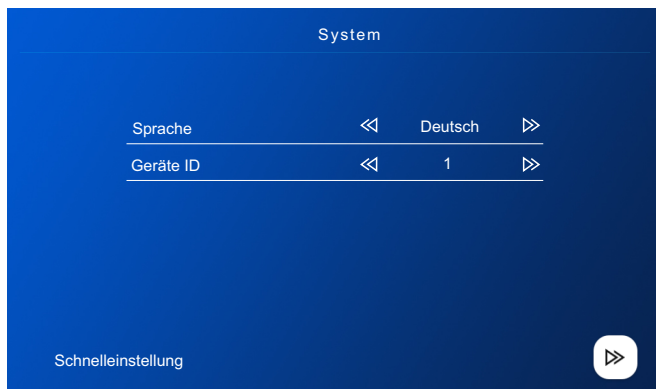 System
Sprache Deutsch
Geräte ID 1
Schnelleinstellung